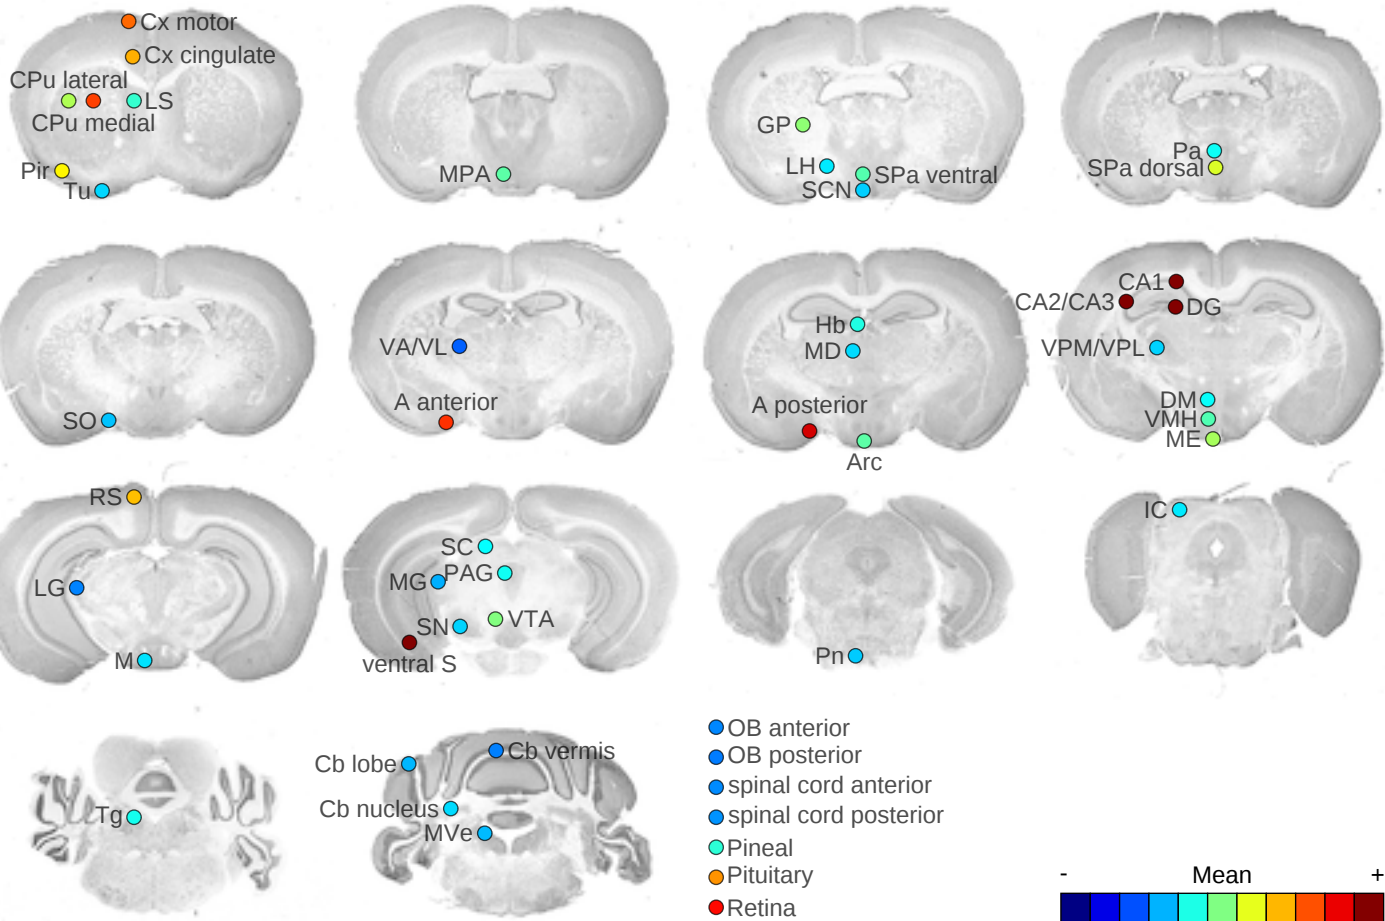 Cx motor
Cx cingulate
CPu lateral
LS
CPu medial
Pir
Tu
MPA
GP
LH
SPa ventral
SCN
Pa
SPa dorsal
SO
VA/VL
A anterior
Hb
MD
A posterior
Arc
CA1
CA2/CA3
DG
VPM/VPL
DM
VMH
ME
RS
LG
M
SC
MG
PAG
SN
VTA
ventral S
Pn
IC
Tg
Cb lobe
Cb vermis
Cb nucleus
MVe
OB anterior
OB posterior
spinal cord anterior
spinal cord posterior
Pineal
Pituitary
Retina
- Mean +